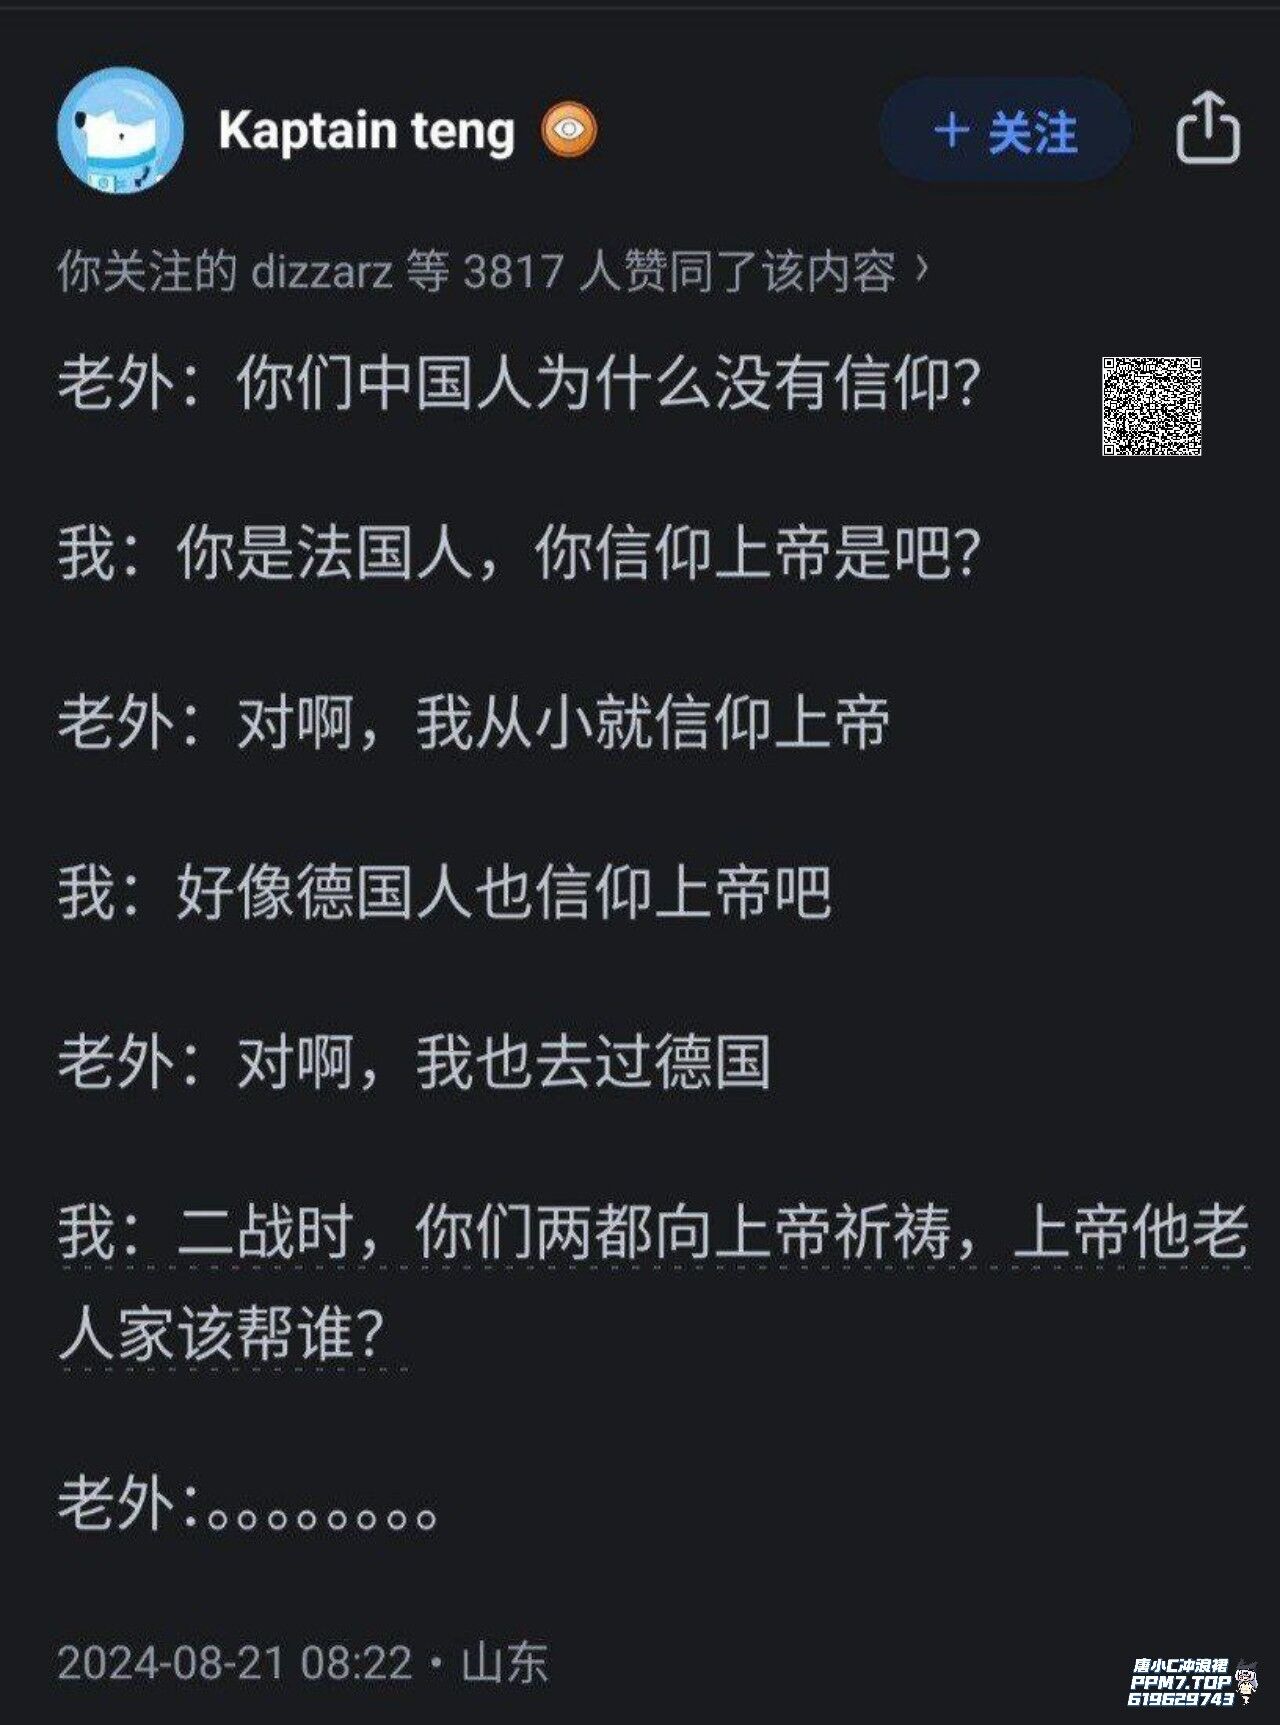 Kaptain teng
+ 关注
你关注的 dizzarz 等 3817 人赞同了该内容 ›
老外：你们中国人为什么没有信仰？
我：你是法国人，你信仰上帝是吧？
老外：对啊，我从小就信仰上帝
我：好像德国人也信仰上帝吧
老外：对啊，我也去过德国
我：二战时，你们两都向上帝祈祷，上帝他老
人家该帮谁？
老外：。。。。。。。。
2024-08-21 08:22 · 山东
唐小C冲浪裙
PPM7.TOP
619629743